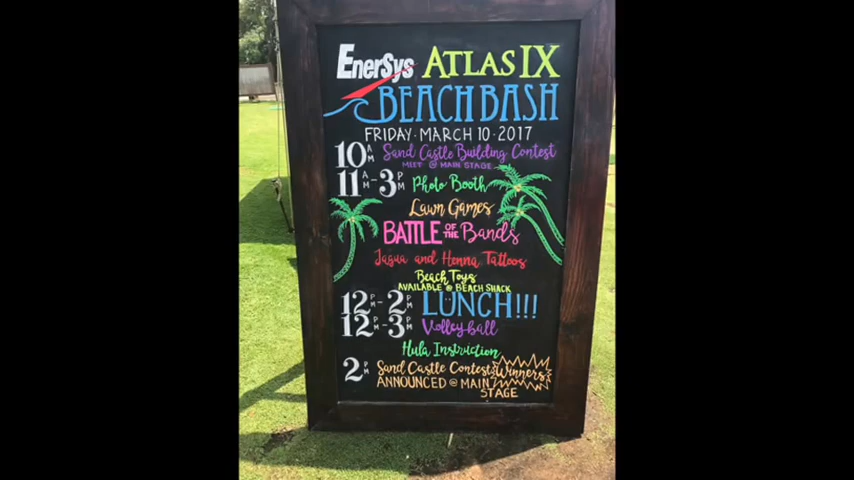 EnerSys ATLAS IX
BEACH BASH
FRIDAY·MARCH 10·2017
10 AM Sand Castle Building Contest
MEET @ MAIN STAGE
11 AM - 3 PM Photo Booth
Lawn Games
BATTLE OF THE Bands
Jagua and Henna Tattoos
Beach Toys
AVAILABLE @ BEACH SHACK
12 PM - 2 PM LUNCH!!!
12 PM - 3 PM Volleyball
Hula Instruction
2 PM Sand Castle Contest Winners
ANNOUNCED @ MAIN
STAGE